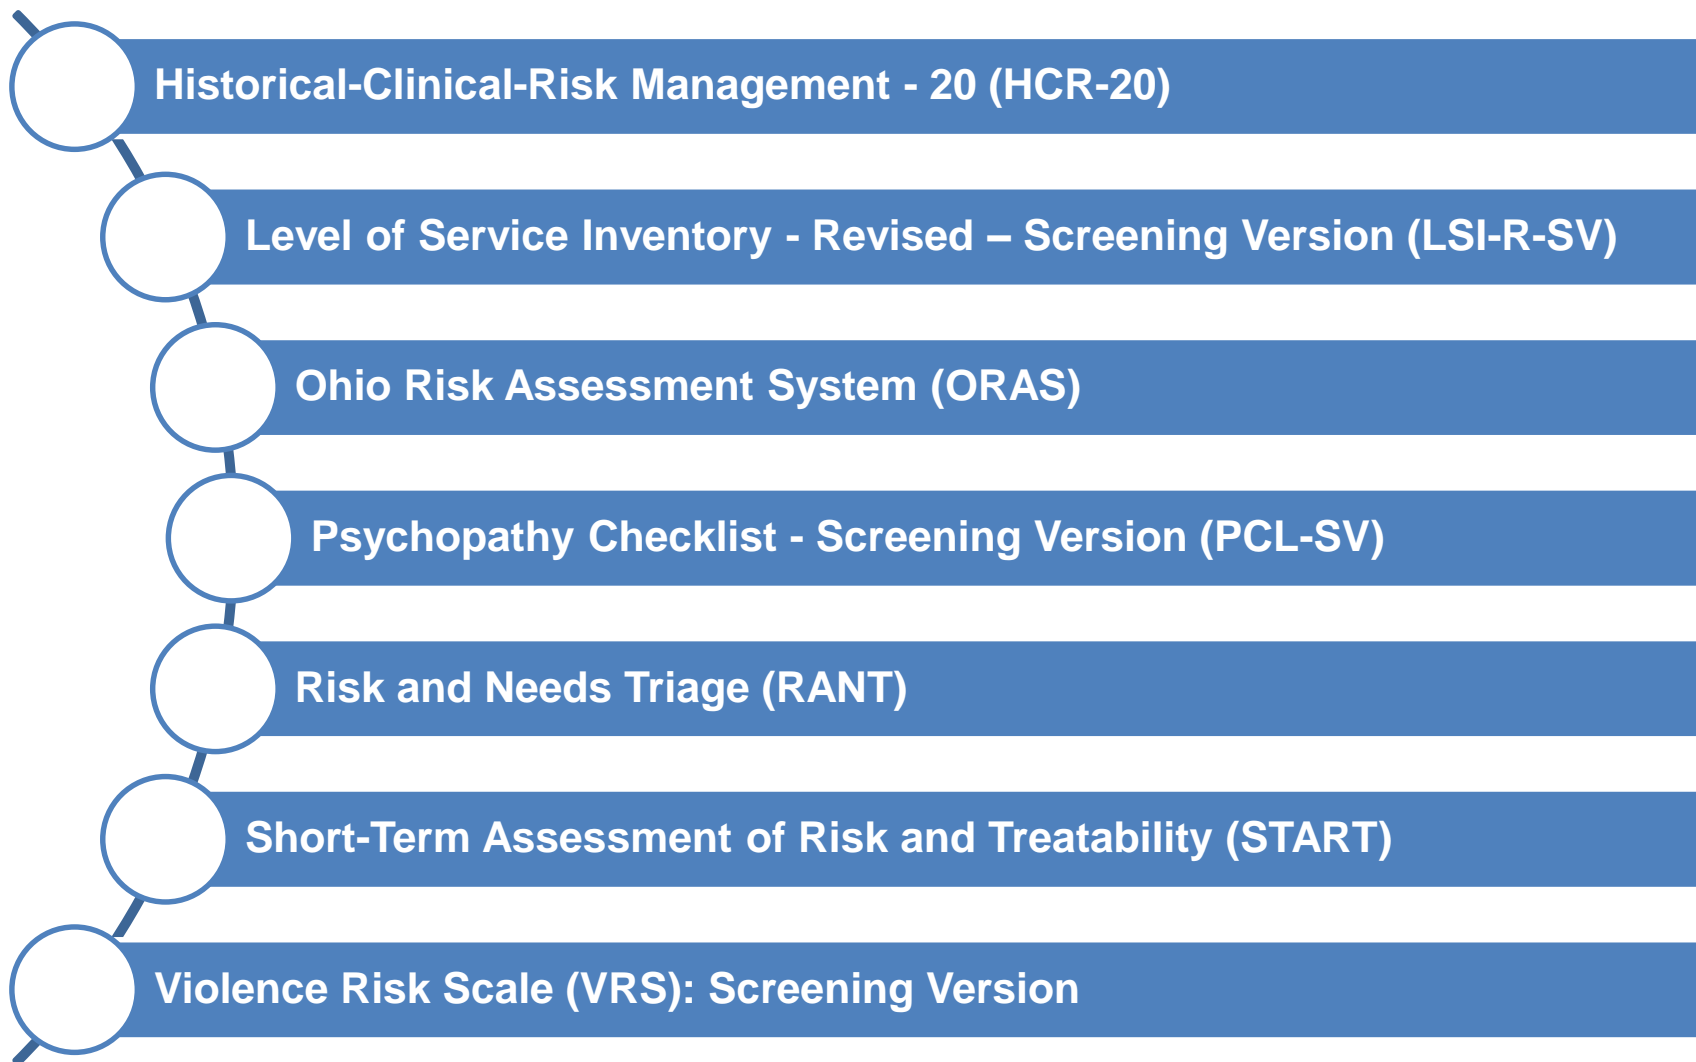 Historical-Clinical-Risk Management - 20 (HCR-20)
Level of Service Inventory - Revised – Screening Version (LSI-R-SV)
Ohio Risk Assessment System (ORAS)
Psychopathy Checklist - Screening Version (PCL-SV)
Risk and Needs Triage (RANT)
Short-Term Assessment of Risk and Treatability (START)
Violence Risk Scale (VRS): Screening Version